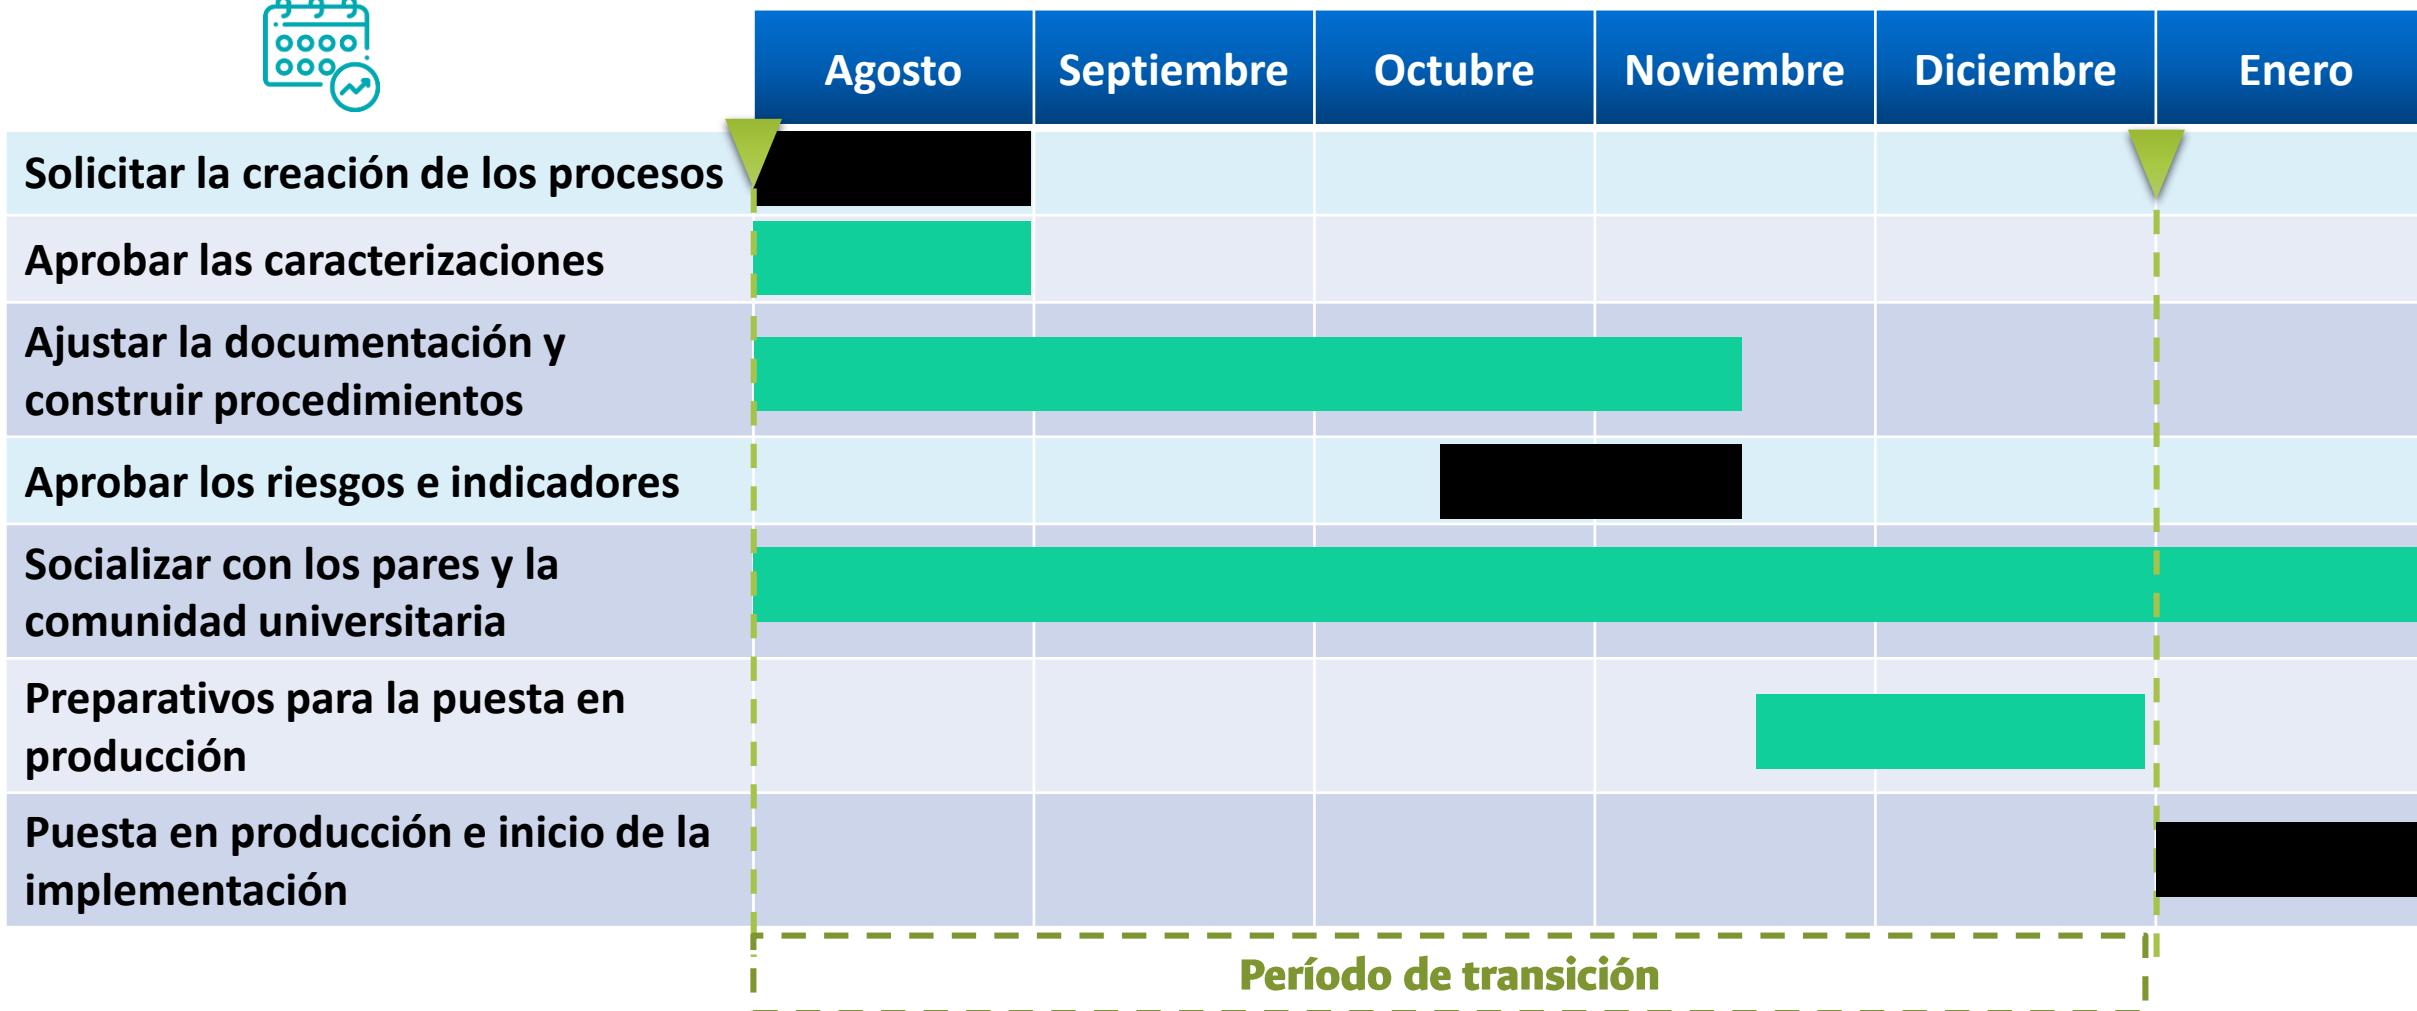 Agosto Septiembre Octubre Noviembre Diciembre Enero
Solicitar la creación de los procesos
Aprobar las caracterizaciones
Ajustar la documentación y
construir procedimientos
Aprobar los riesgos e indicadores
Socializar con los pares y la
comunidad universitaria
Preparativos para la puesta en
producción
Puesta en producción e inicio de la
implementación
Período de transición